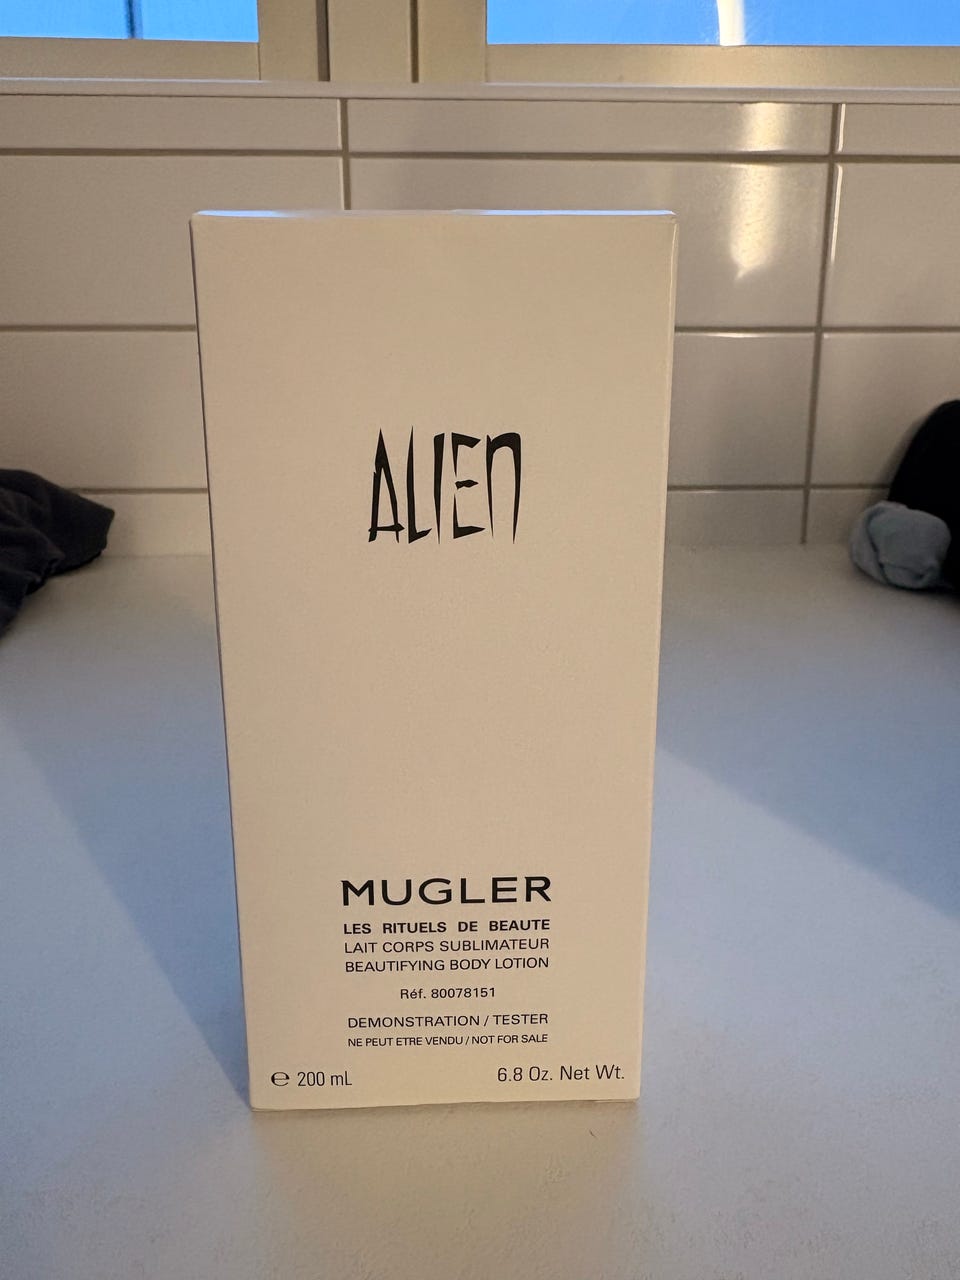 ALIEN
MUGLER
LES RITUELS DE BEAUTE
LAIT CORPS SUBLIMATEUR
BEAUTIFYING BODY LOTION
Réf. 80078151
DEMONSTRATION / TESTER
NE PEUT ETRE VENDU / NOT FOR SALE
℮ 200 mL 6.8 Oz. Net Wt.